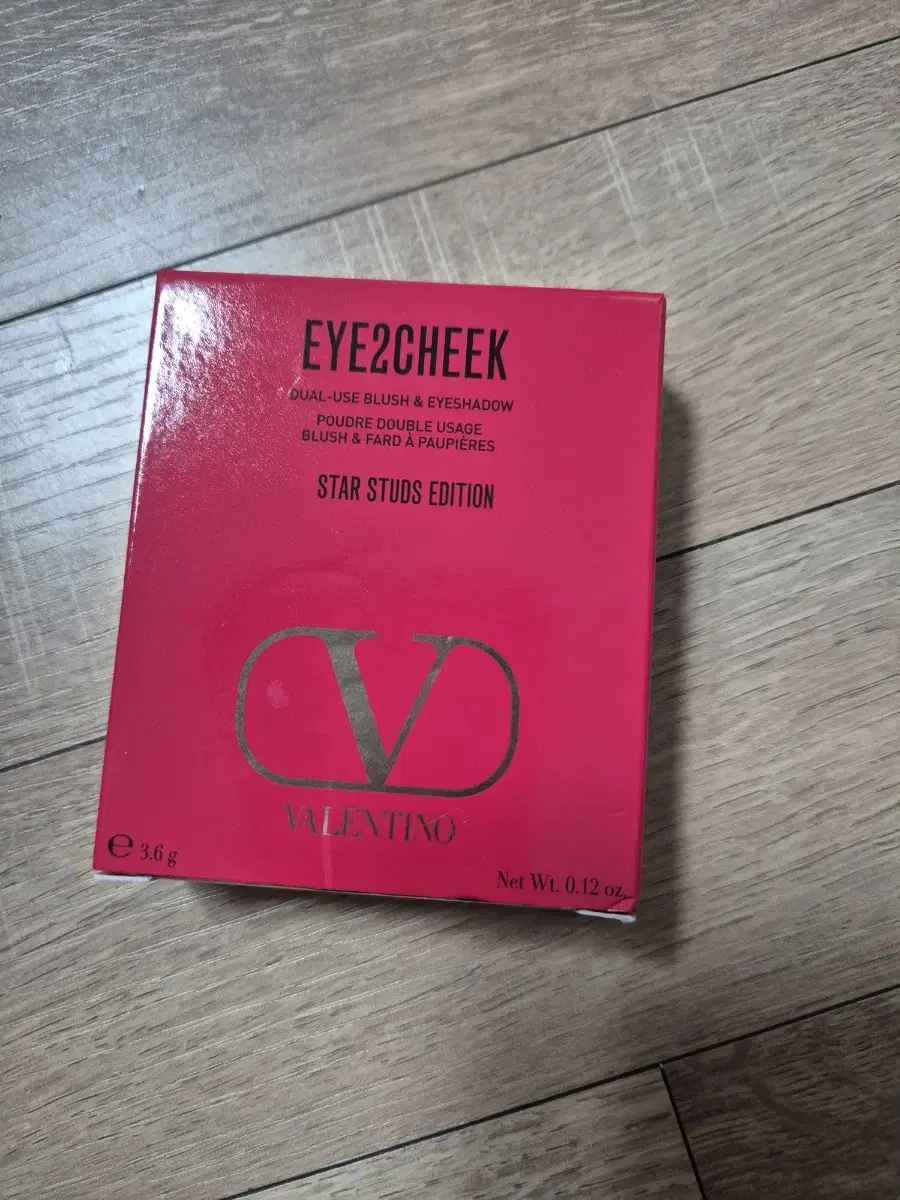 EYE2CHEEK
DUAL-USE BLUSH & EYESHADOW
POUDRE DOUBLE USAGE
BLUSH & FARD À PAUPIÈRES
STAR STUDS EDITION
V
VALENTINO
℮ 3.6 g
Net Wt. 0.12 oz.